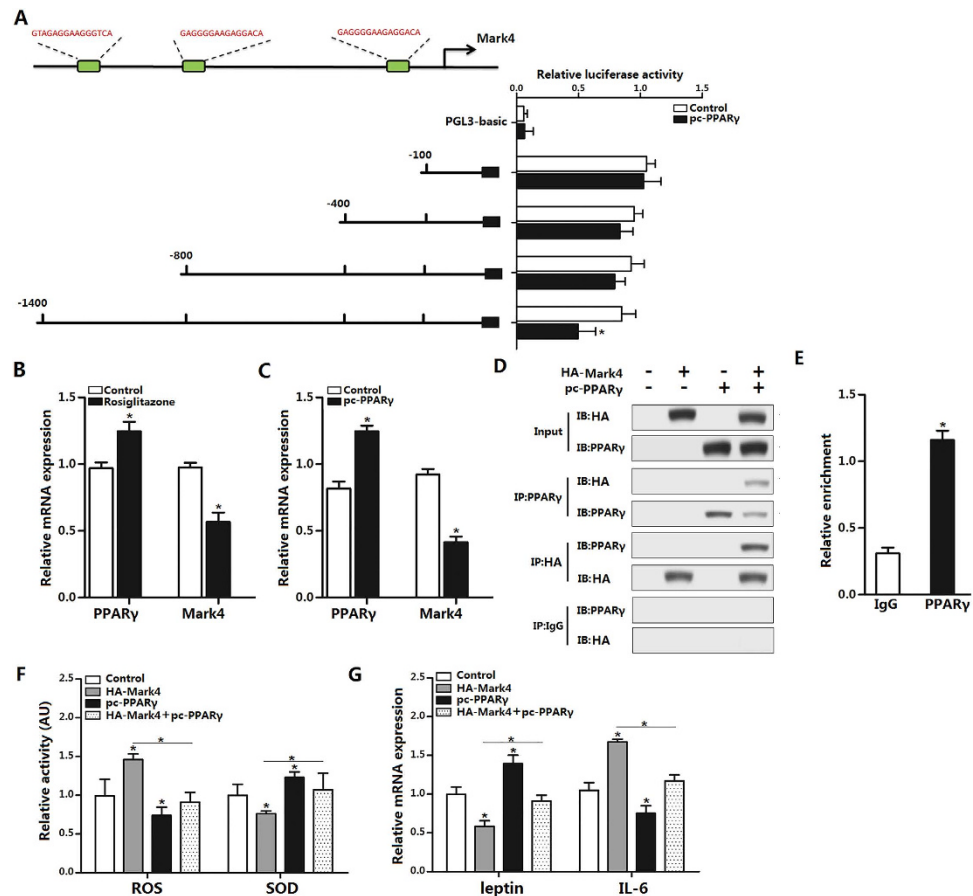 A
GTAGAGGAAGGGTCA
GAGGGGAAGAGGACA
GAGGGGAAGAGGACA
Mark4
Relative luciferase activity
0.0
0.5
1.0
1.5
Control
pc-PPARγ
PGL3-basic
-100
-400
-800
-1400
*
B
Relative mRNA expression
1.5
1.0
0.5
0.0
Control
Rosiglitazone
*
*
PPARγ
Mark4
C
Relative mRNA expression
1.5
1.0
0.5
0.0
Control
pc-PPARγ
*
*
PPARγ
Mark4
D
HA-Mark4 - + - +
pc-PPARγ - - + +
Input
IB:HA
IB:PPARγ
IP:PPARγ
IB:HA
IB:PPARγ
IP:HA
IB:PPARγ
IB:HA
IP:IgG
IB:PPARγ
IB:HA
E
Relative enrichment
1.5
1.0
0.5
0.0
*
IgG
PPARγ
F
Relative activity (AU)
2.5
2.0
1.5
1.0
0.5
0.0
Control
HA-Mark4
pc-PPARγ
HA-Mark4+pc-PPARγ
*
*
*
*
*
*
ROS
SOD
G
Relative mRNA expression
2.5
2.0
1.5
1.0
0.5
0.0
Control
HA-Mark4
pc-PPARγ
HA-Mark4+pc-PPARγ
*
*
*
*
*
*
leptin
IL-6